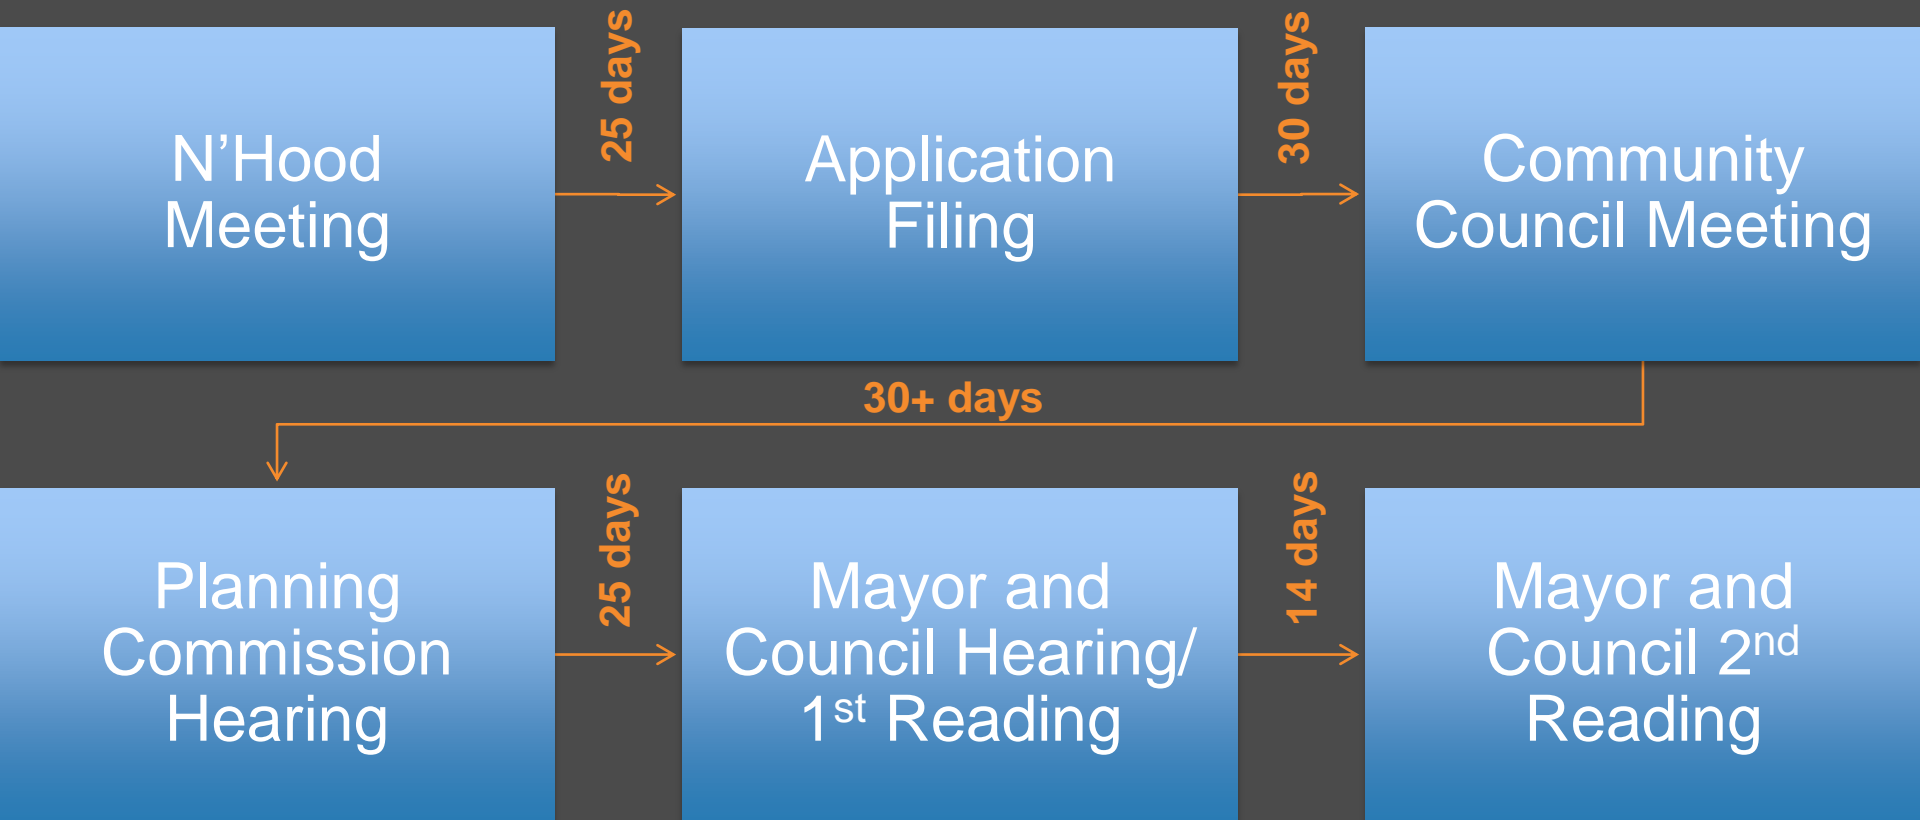 N’Hood
Meeting
25 days
Application
Filing
30 days
Community
Council Meeting
30+ days
Planning
Commission
Hearing
25 days
Mayor and
Council Hearing/
1st Reading
14 days
Mayor and
Council 2nd
Reading